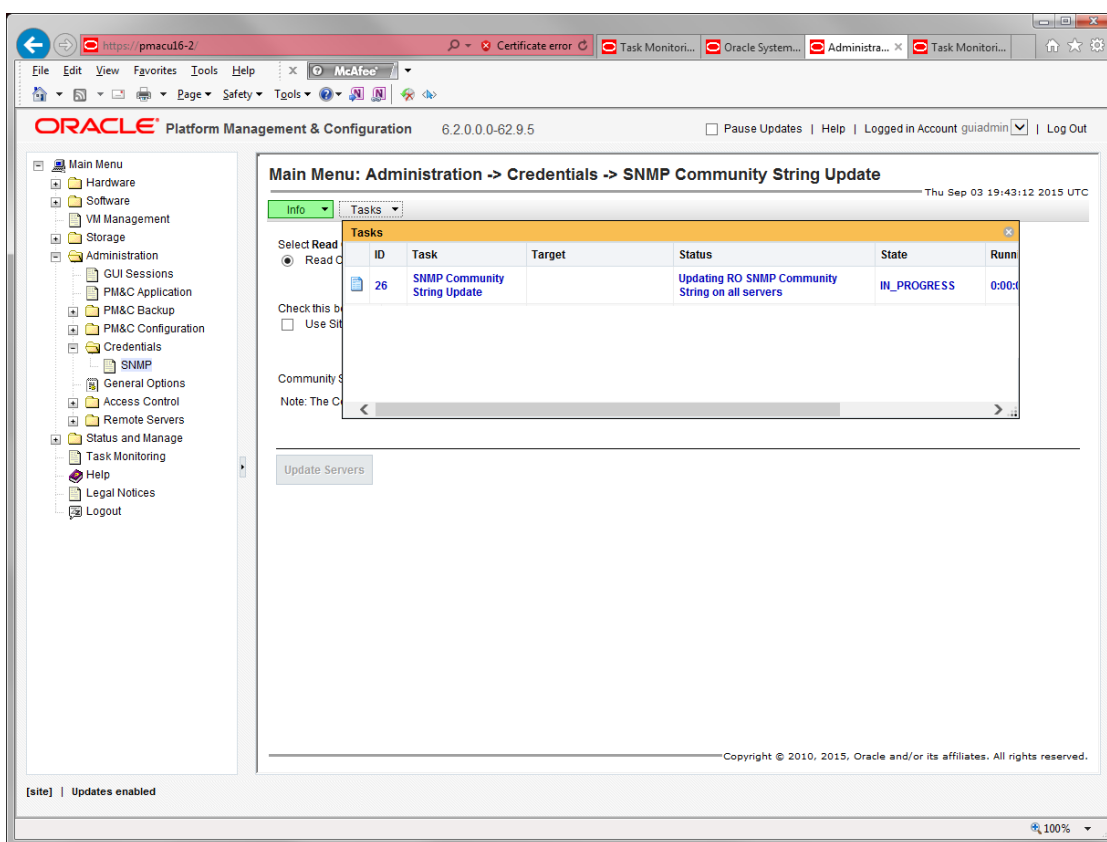 https://pmacu16-2/
Certificate error
Task Monitori...
Oracle System...
Administra...
Task Monitori...
File Edit View Favorites Tools Help
x McAfee
Page Safety Tools
ORACLE Platform Management & Configuration 6.2.0.0.0-62.9.5
Pause Updates | Help | Logged in Account guiadmin | Log Out
Main Menu
Hardware
Software
VM Management
Storage
Administration
GUI Sessions
PM&C Application
PM&C Backup
PM&C Configuration
Credentials
SNMP
General Options
Access Control
Remote Servers
Status and Manage
Task Monitoring
Help
Legal Notices
Logout
Main Menu: Administration -> Credentials -> SNMP Community String Update
Thu Sep 03 19:43:12 2015 UTC
Info Tasks
Select Read
Read
Check this
Use
Community
Note: The
Tasks
ID Task Target Status State Runn
26 SNMP Community String Update Updating RO SNMP Community String on all servers IN_PROGRESS 0:00:
Update Servers
Copyright © 2010, 2015, Oracle and/or its affiliates. All rights reserved.
[site] | Updates enabled
100%